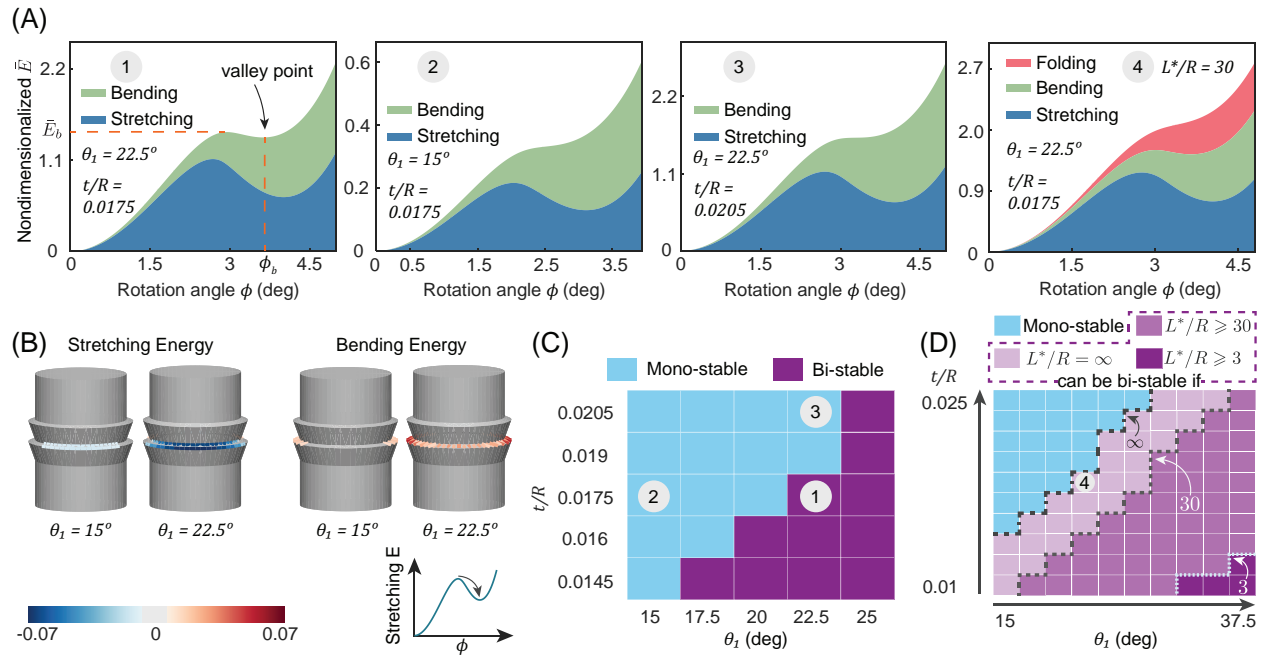 (A)
Nondimensionalized Ē
2.2
Ē_b
1.1
0
1
valley point
Bending
Stretching
θ₁ = 22.5°
t/R =
0.0175
0
1.5
3
ϕ_b
4.5
Rotation angle ϕ (deg)
0.6
0.4
0.2
0
2
Bending
Stretching
θ₁ = 15°
t/R =
0.0175
0
0.5
1.5
2.5
3.5
Rotation angle ϕ (deg)
2.2
1.1
0
3
Bending
Stretching
θ₁ = 22.5°
t/R =
0.0205
0
1.5
3
4.5
Rotation angle ϕ (deg)
2.7
2.0
0.9
0
Folding
4
L*/R = 30
Bending
Stretching
θ₁ = 22.5°
t/R =
0.0175
0
1.5
3
4.5
Rotation angle ϕ (deg)
(B)
Stretching Energy
Bending Energy
θ₁ = 15°
θ₁ = 22.5°
θ₁ = 15°
θ₁ = 22.5°
-0.07
0
0.07
Stretching E
ϕ
(C)
Mono-stable
Bi-stable
t/R
0.0205
0.019
0.0175
0.016
0.0145
3
2
1
15
17.5
20
22.5
25
θ₁ (deg)
(D)
Mono-stable
L*/R ⩾ 30
L*/R = ∞
L*/R ⩾ 3
can be bi-stable if
t/R
0.025
0.01
∞
4
30
3
15
37.5
θ₁ (deg)